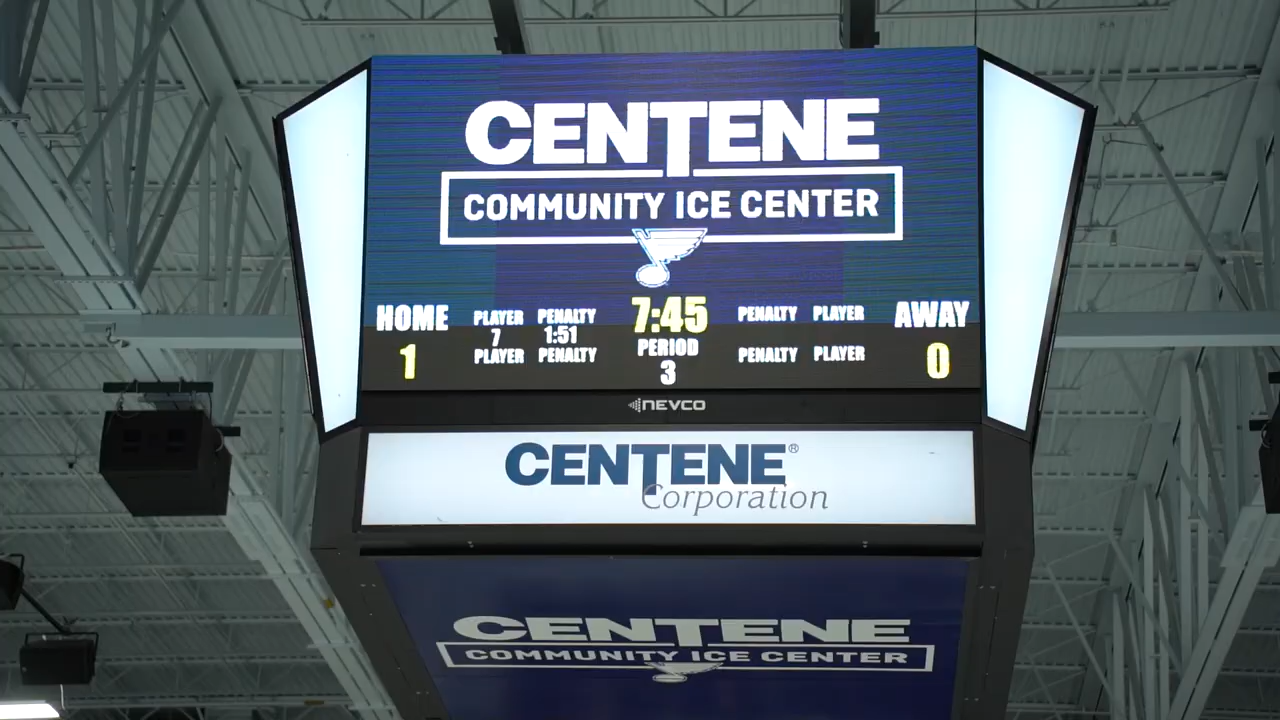 CENTENE
COMMUNITY ICE CENTER
HOME PLAYER PENALTY 7:45 PENALTY PLAYER AWAY
7 1:51 PERIOD
1 PLAYER PENALTY 3 PENALTY PLAYER 0
NEVCO
CENTENE®
Corporation
CENTENE
COMMUNITY ICE CENTER